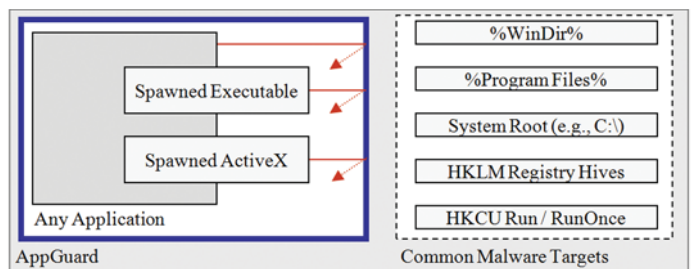 Spawned Executable
Spawned ActiveX
Any Application
AppGuard
%WinDir%
%Program Files%
System Root (e.g., C:\)
HKLM Registry Hives
HKCU Run / RunOnce
Common Malware Targets